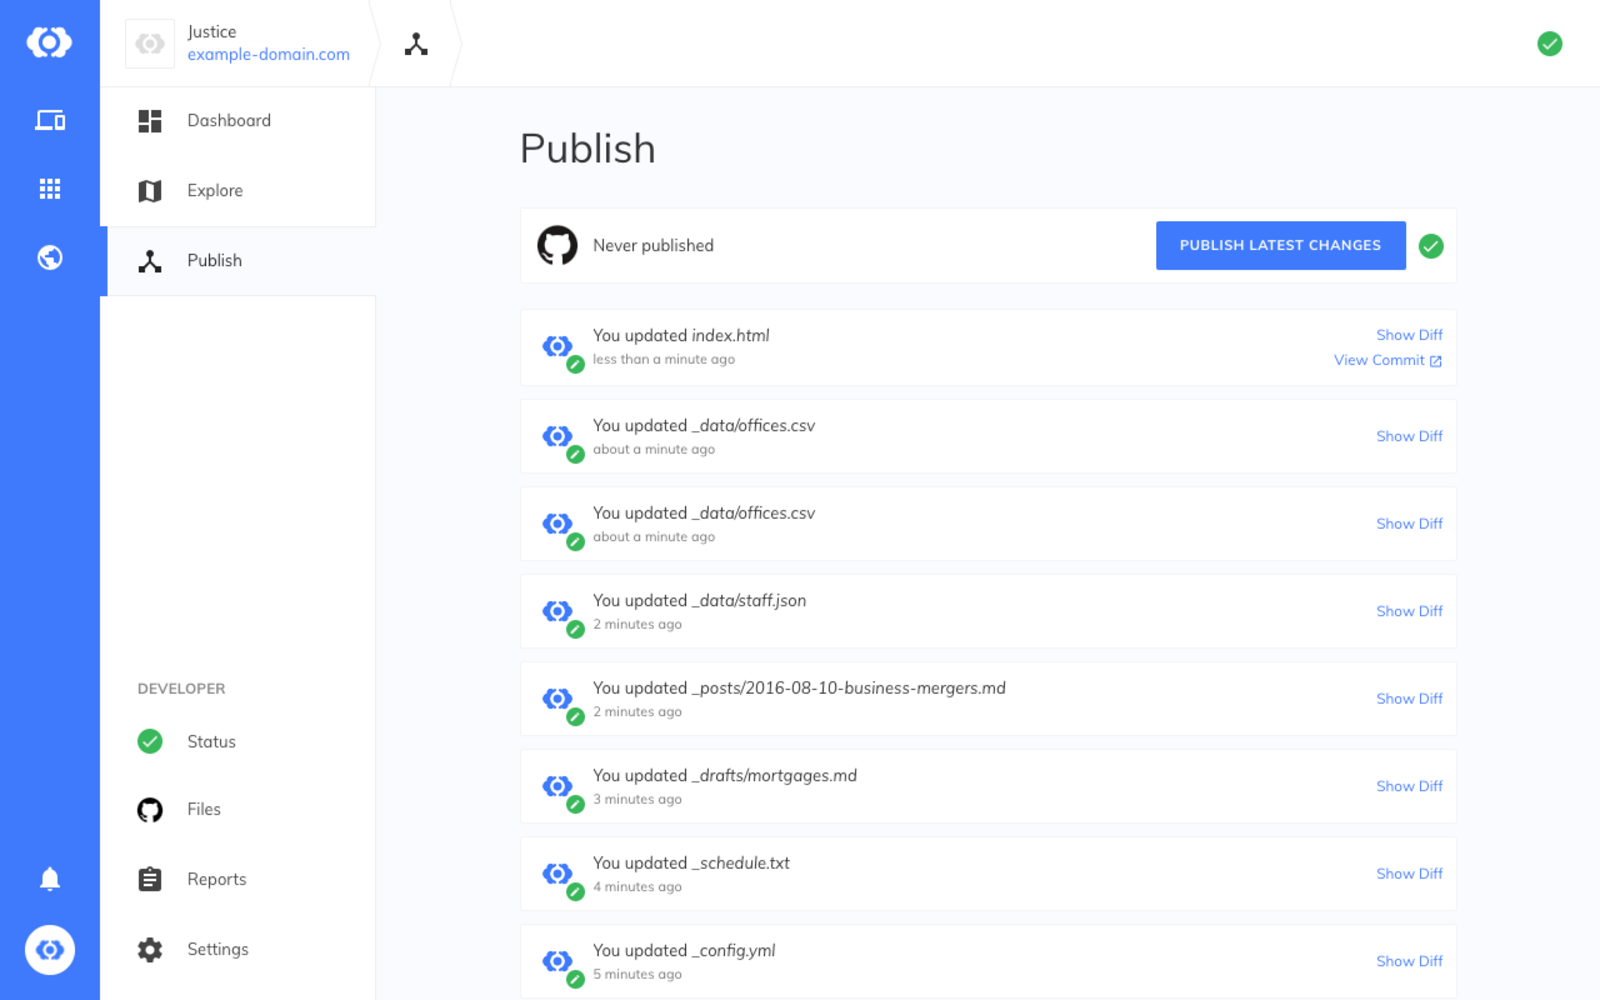 Justice
example-domain.com
Dashboard
Explore
Publish
DEVELOPER
Status
Files
Reports
Settings
Publish
Never published
PUBLISH LATEST CHANGES
You updated index.html
less than a minute ago
Show Diff
View Commit
You updated _data/offices.csv
about a minute ago
Show Diff
You updated _data/offices.csv
about a minute ago
Show Diff
You updated _data/staff.json
2 minutes ago
Show Diff
You updated _posts/2016-08-10-business-mergers.md
2 minutes ago
Show Diff
You updated _drafts/mortgages.md
3 minutes ago
Show Diff
You updated _schedule.txt
4 minutes ago
Show Diff
You updated _config.yml
5 minutes ago
Show Diff